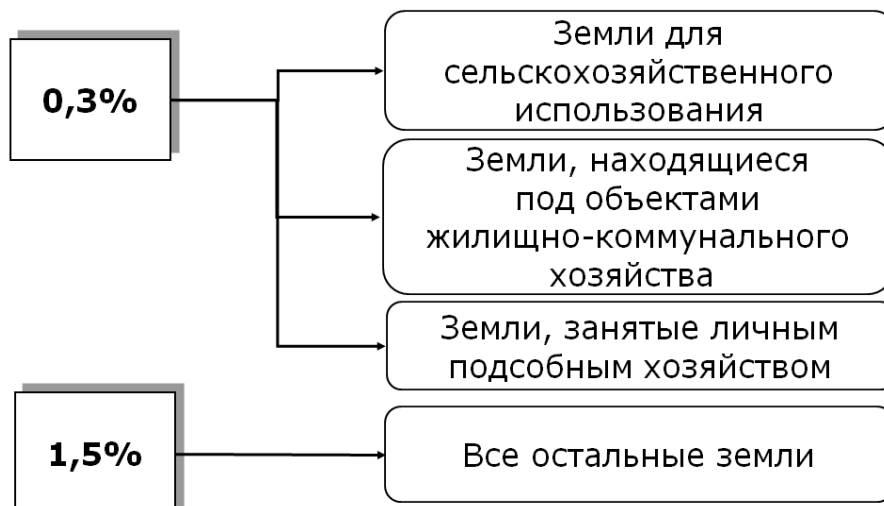 0,3%
Земли для
сельскохозяйственного
использования
Земли, находящиеся
под объектами
жилищно-коммунального
хозяйства
Земли, занятые личным
подсобным хозяйством
1,5%
Все остальные земли